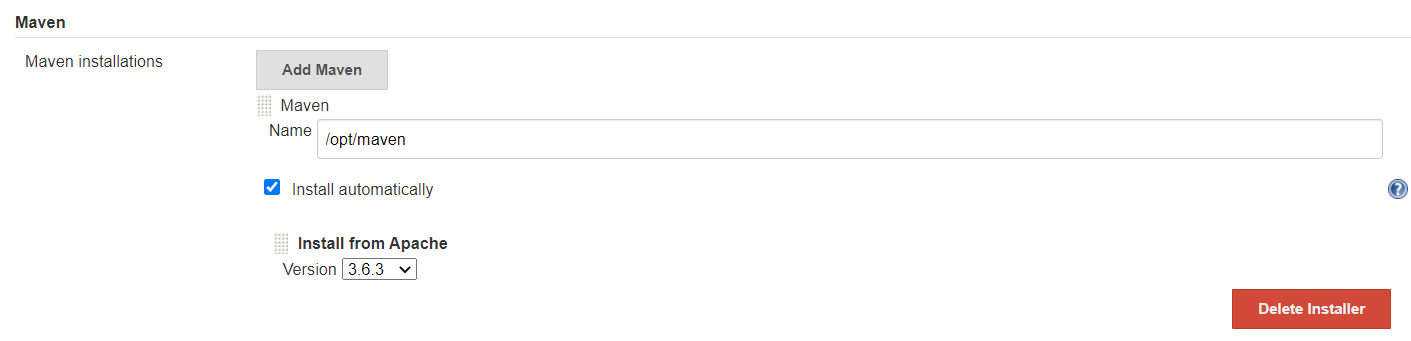 Maven
Maven installations
Add Maven
Maven
Name
/opt/maven
Install automatically
?
Install from Apache
Version 3.6.3
Delete Installer